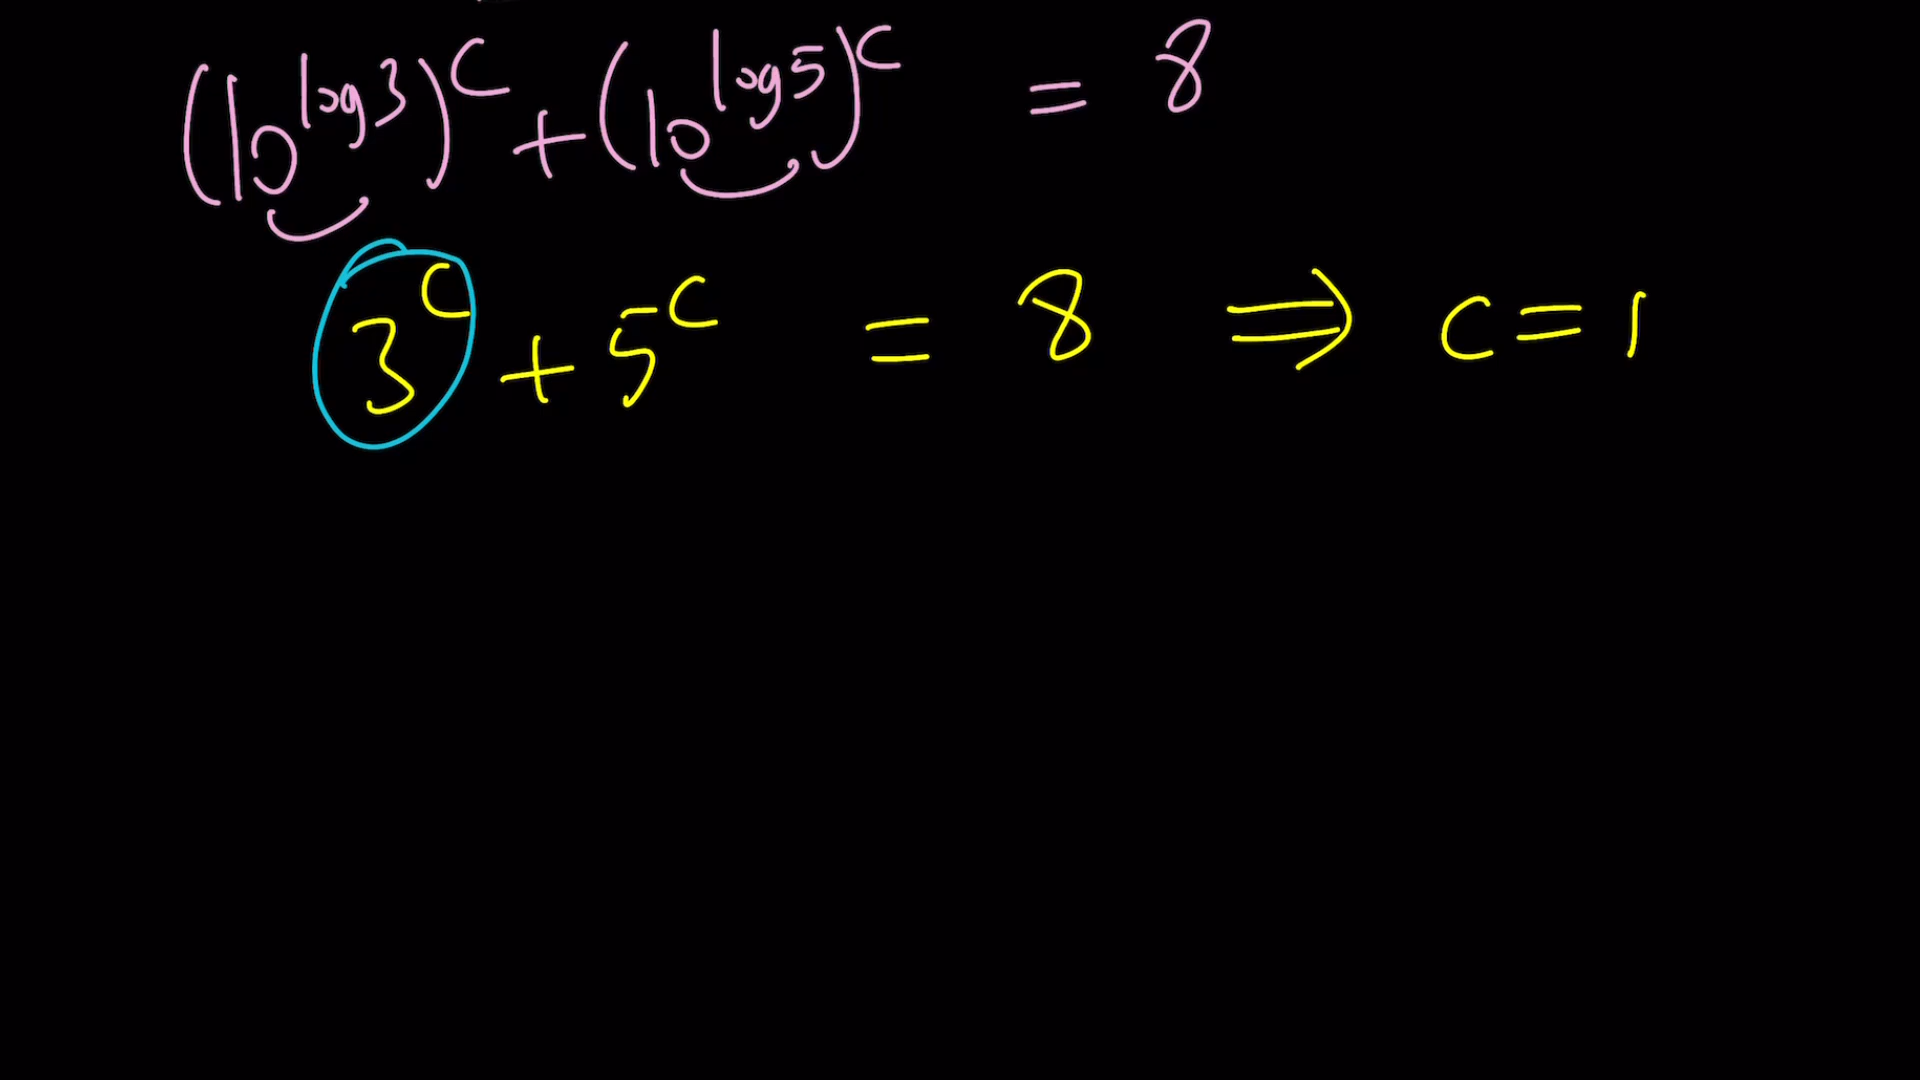 (10^log3)^c + (10^log5)^c = 8
3^c + 5^c = 8 ⇒ c = 1